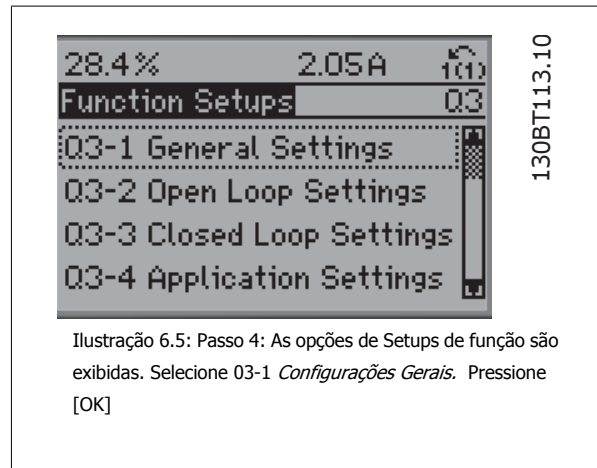 28.4% 2.05A 1(1)
Function Setups Q3
Q3-1 General Settings
Q3-2 Open Loop Settings
Q3-3 Closed Loop Settings
Q3-4 Application Settings
130BT113.10
Ilustração 6.5: Passo 4: As opções de Setups de função são
exibidas. Selecione 03-1 Configurações Gerais. Pressione
[OK]